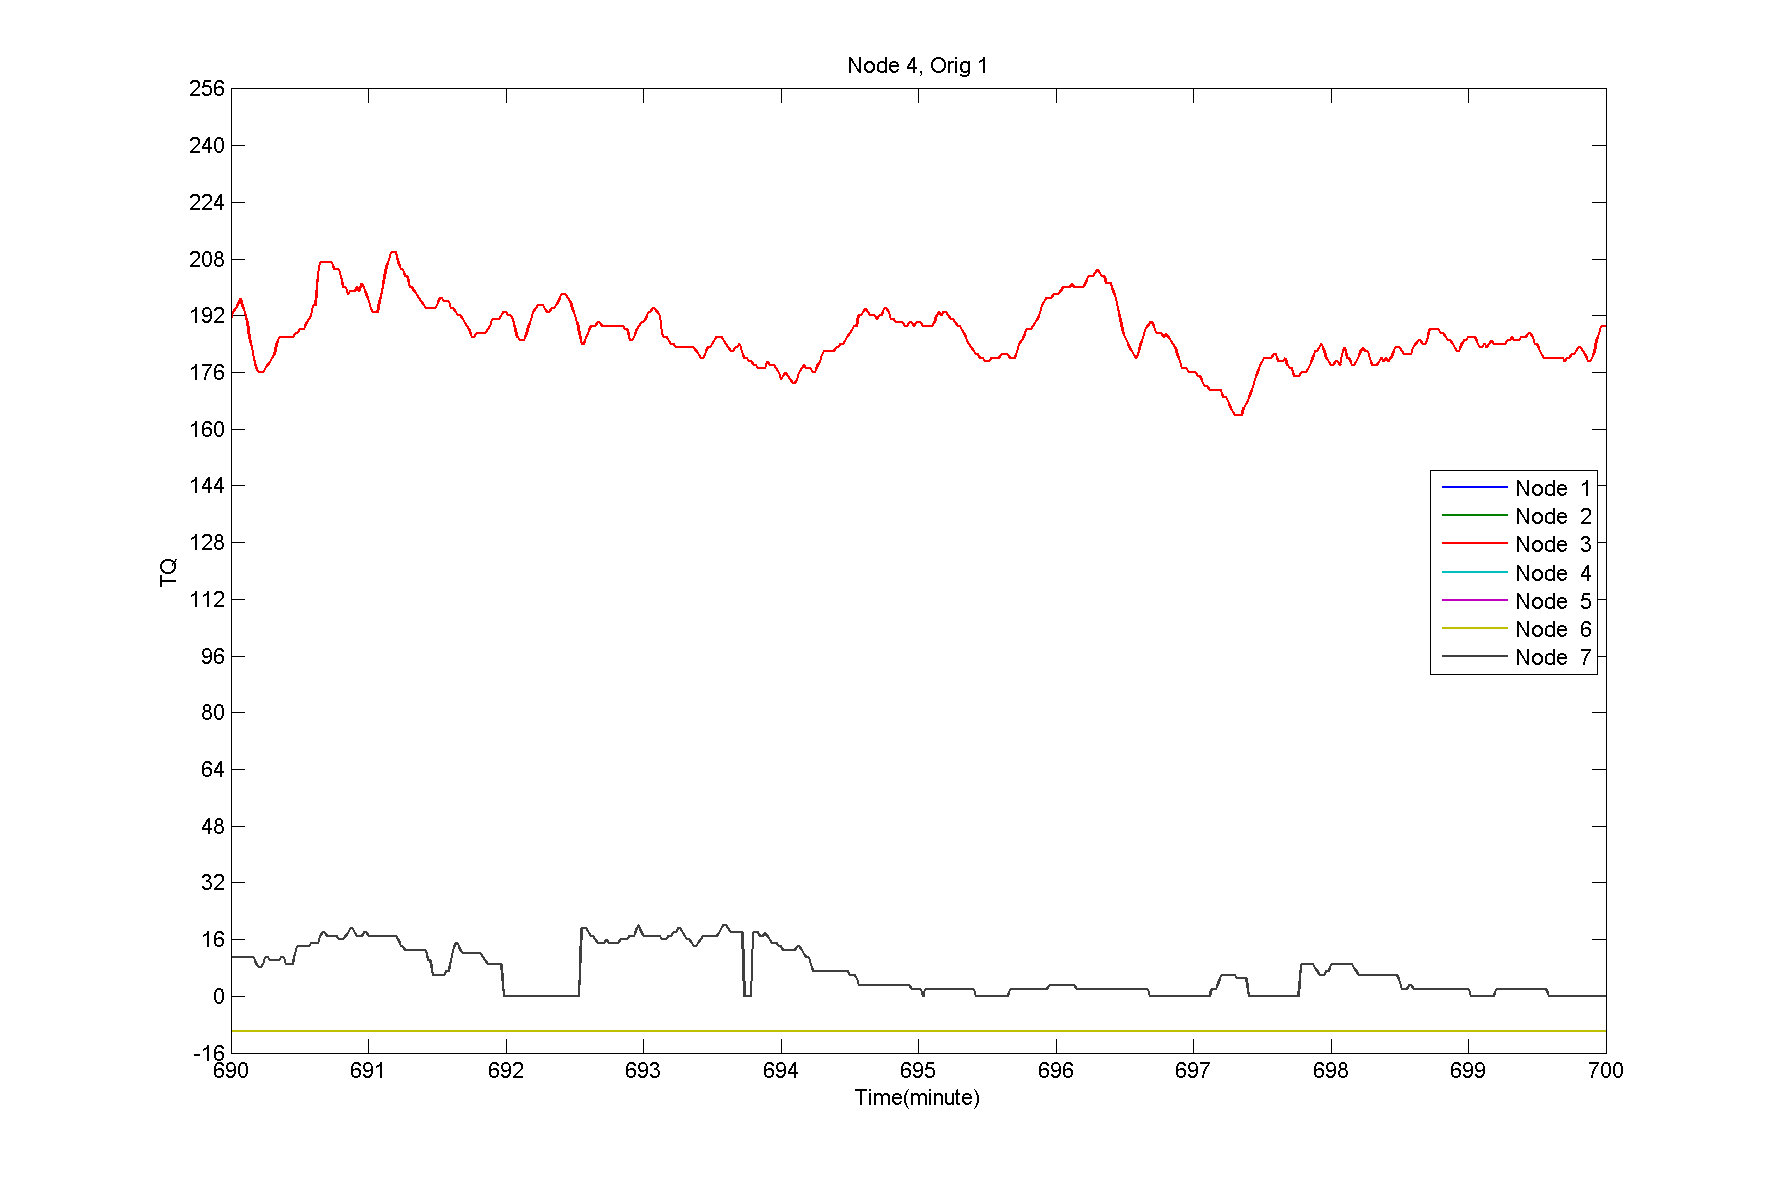 Node 4, Orig 1
256
240
224
208
192
176
160
144
128
112
96
80
64
48
32
16
0
-16
TQ
Node 1
Node 2
Node 3
Node 4
Node 5
Node 6
Node 7
690 691 692 693 694 695 696 697 698 699 700
Time(minute)